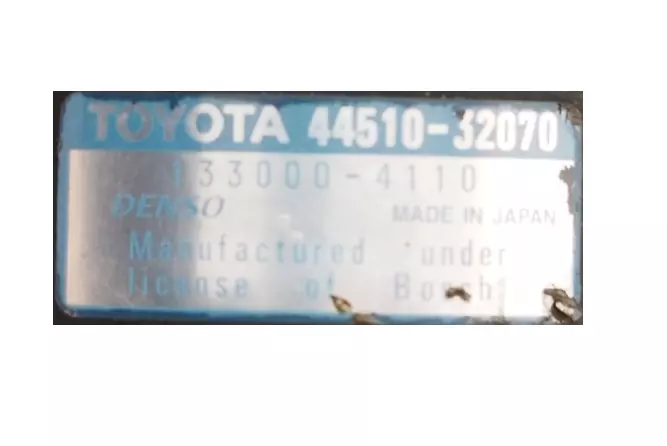 TOYOTA 44510-32070
133000-4110
DENSO MADE IN JAPAN
Manufactured under
license of Bosch